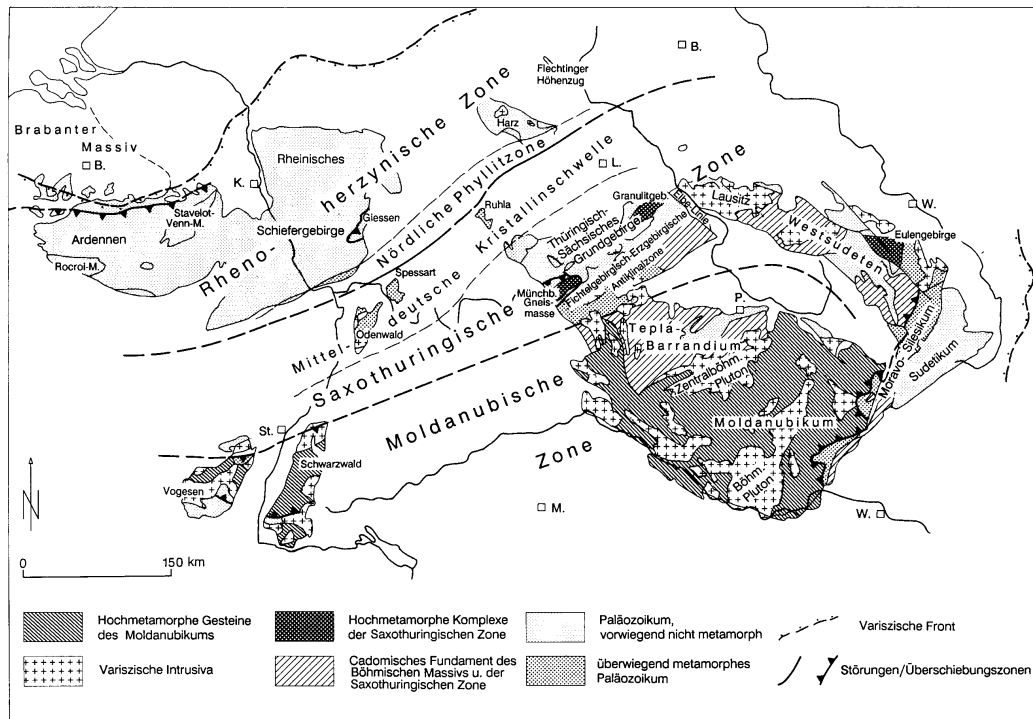 B.
Flechtinger
Höhenzug
Harz
Brabanter
Massiv
B.
K.
Rheinisches
Schiefergebirge
Giessen
Stavelot-
Venn-M.
Ardennen
Rocroi-M.
Rheno-
herzynische Zone
Nördliche Phyllitzone
Mittel-
deutsche Kristallinschwelle
Saxothuringische Zone
Moldanubische
Zone
Ruhla
Spessart
Odenwald
L.
Granulitgeb.
Thüringisch-
Sächsisches
Grundgebirge
Elbe-Linie
Fichtelgebirgisch-Erzgebirgische
Antiklinalzone
Münchb.
Gneis-
masse
Lausitz
Westsudeten
W.
Eulengebirge
P.
Teplá-
Barrandium
Zentralböhm.
Pluton
Moldanubikum
Böhm.
Pluton
Moravo-Silesikum
Sudetikum
St.
Schwarzwald
Vogesen
M.
W.
N
0 150 km
Hochmetamorphe Gesteine
des Moldanubikums
Hochmetamorphe Komplexe
der Saxothuringischen Zone
Paläozoikum,
vorwiegend nicht metamorph
Variszische Front
Variszische Intrusiva
Cadomisches Fundament des
Böhmischen Massivs u. der
Saxothuringischen Zone
überwiegend metamorphes
Paläozoikum
Störungen/Überschiebungszonen